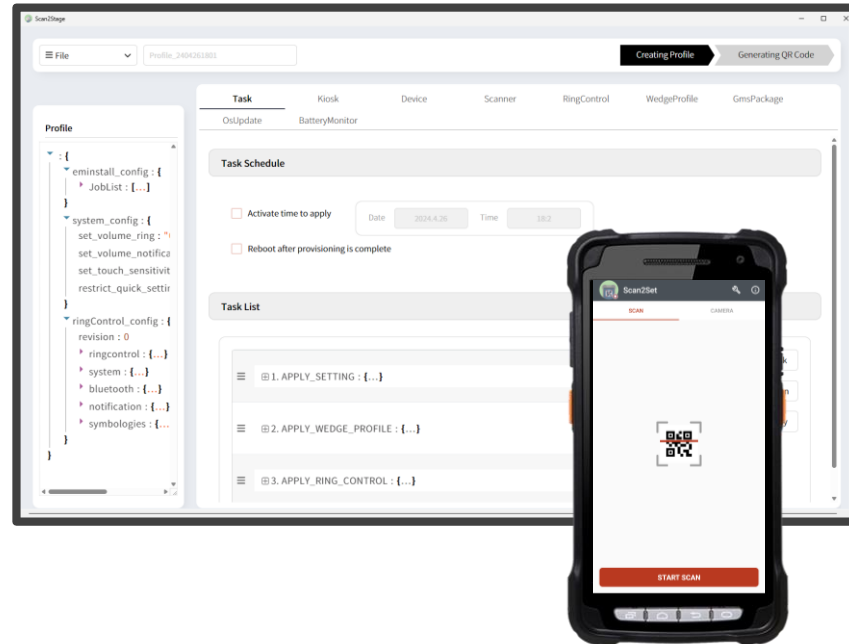 Scan2Stage
File
Profile_2404261801
Creating Profile
Generating QR Code
Profile
: {
eminstall_config : {
JobList : [...]
}
system_config : {
set_volume_ring : "
set_volume_notifica
set_touch_sensitivit
restrict_quick_settin
}
ringControl_config : {
revision : 0
ringcontrol : {...}
system : {...}
bluetooth : {...}
notification : {...}
symbologies : {...
}
}
Task Kiosk Device Scanner RingControl WedgeProfile GmsPackage
OsUpdate BatteryMonitor
Task Schedule
Activate time to apply
Date 2024.4.26 Time 18:2
Reboot after provisioning is complete
Task List
1. APPLY_SETTING : {...}
2. APPLY_WEDGE_PROFILE : {...}
3. APPLY_RING_CONTROL : {...}
k
n
y
Scan2Set
SCAN CAMERA
START SCAN